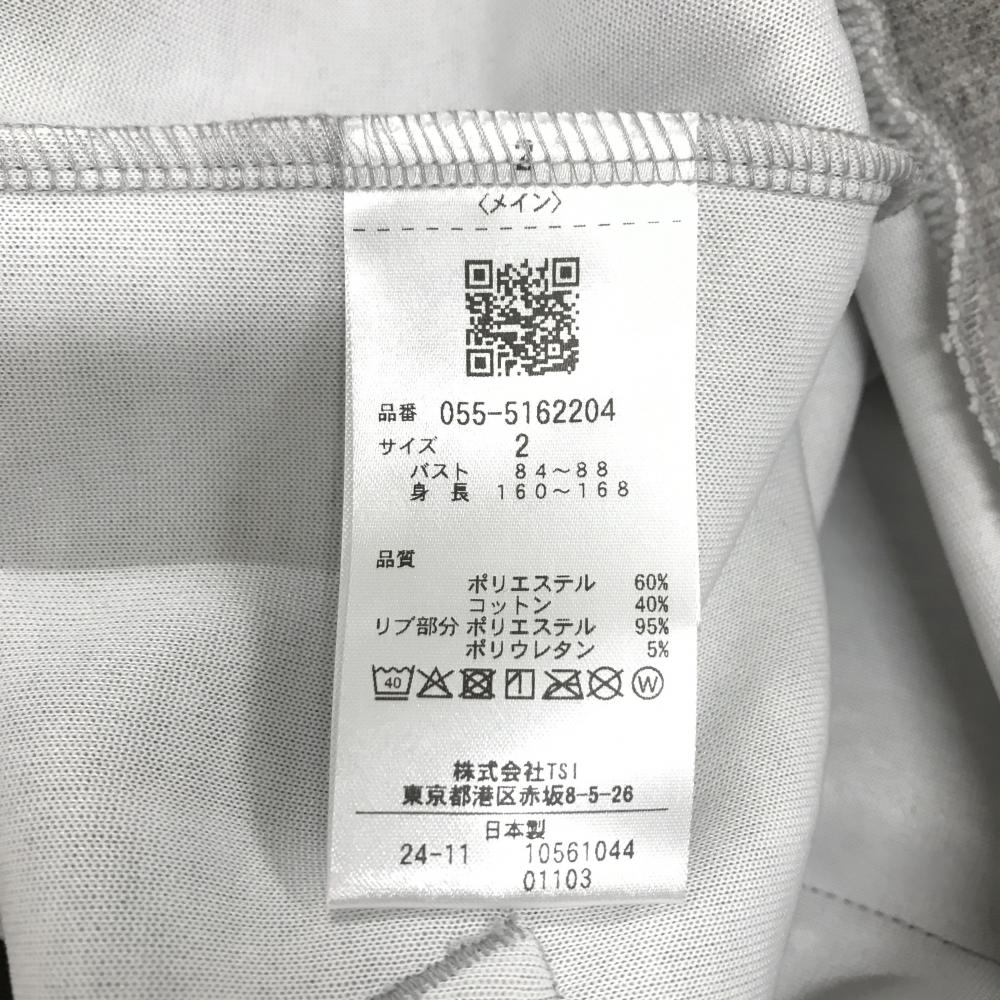 2
〈メイン〉
品番 055-5162204
サイズ 2
バスト 84～88
身長 160～168
品質
ポリエステル 60%
コットン 40%
リブ部分 ポリエステル 95%
ポリウレタン 5%
40 W
株式会社TSI
東京都港区赤坂8-5-26
日本製
24-11 10561044
01103